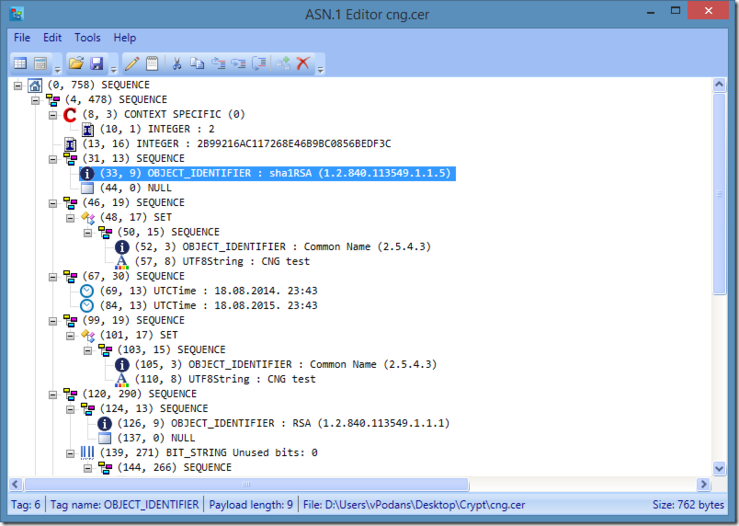 ASN.1 Editor cng.cer
File Edit Tools Help
(0, 758) SEQUENCE
(4, 478) SEQUENCE
C (8, 3) CONTEXT SPECIFIC (0)
(10, 1) INTEGER : 2
(13, 16) INTEGER : 2B99216AC117268E46B9BC0856BEDF3C
(31, 13) SEQUENCE
(33, 9) OBJECT_IDENTIFIER : sha1RSA (1.2.840.113549.1.1.5)
(44, 0) NULL
(46, 19) SEQUENCE
(48, 17) SET
(50, 15) SEQUENCE
(52, 3) OBJECT_IDENTIFIER : Common Name (2.5.4.3)
(57, 8) UTF8String : CNG test
(67, 30) SEQUENCE
(69, 13) UTCTime : 18.08.2014. 23:43
(84, 13) UTCTime : 18.08.2015. 23:43
(99, 19) SEQUENCE
(101, 17) SET
(103, 15) SEQUENCE
(105, 3) OBJECT_IDENTIFIER : Common Name (2.5.4.3)
(110, 8) UTF8String : CNG test
(120, 290) SEQUENCE
(124, 13) SEQUENCE
(126, 9) OBJECT_IDENTIFIER : RSA (1.2.840.113549.1.1.1)
(137, 0) NULL
(139, 271) BIT_STRING Unused bits: 0
(144, 266) SEQUENCE
Tag: 6 Tag name: OBJECT_IDENTIFIER Payload length: 9 File: D:\Users\vPodans\Desktop\Crypt\cng.cer Size: 762 bytes